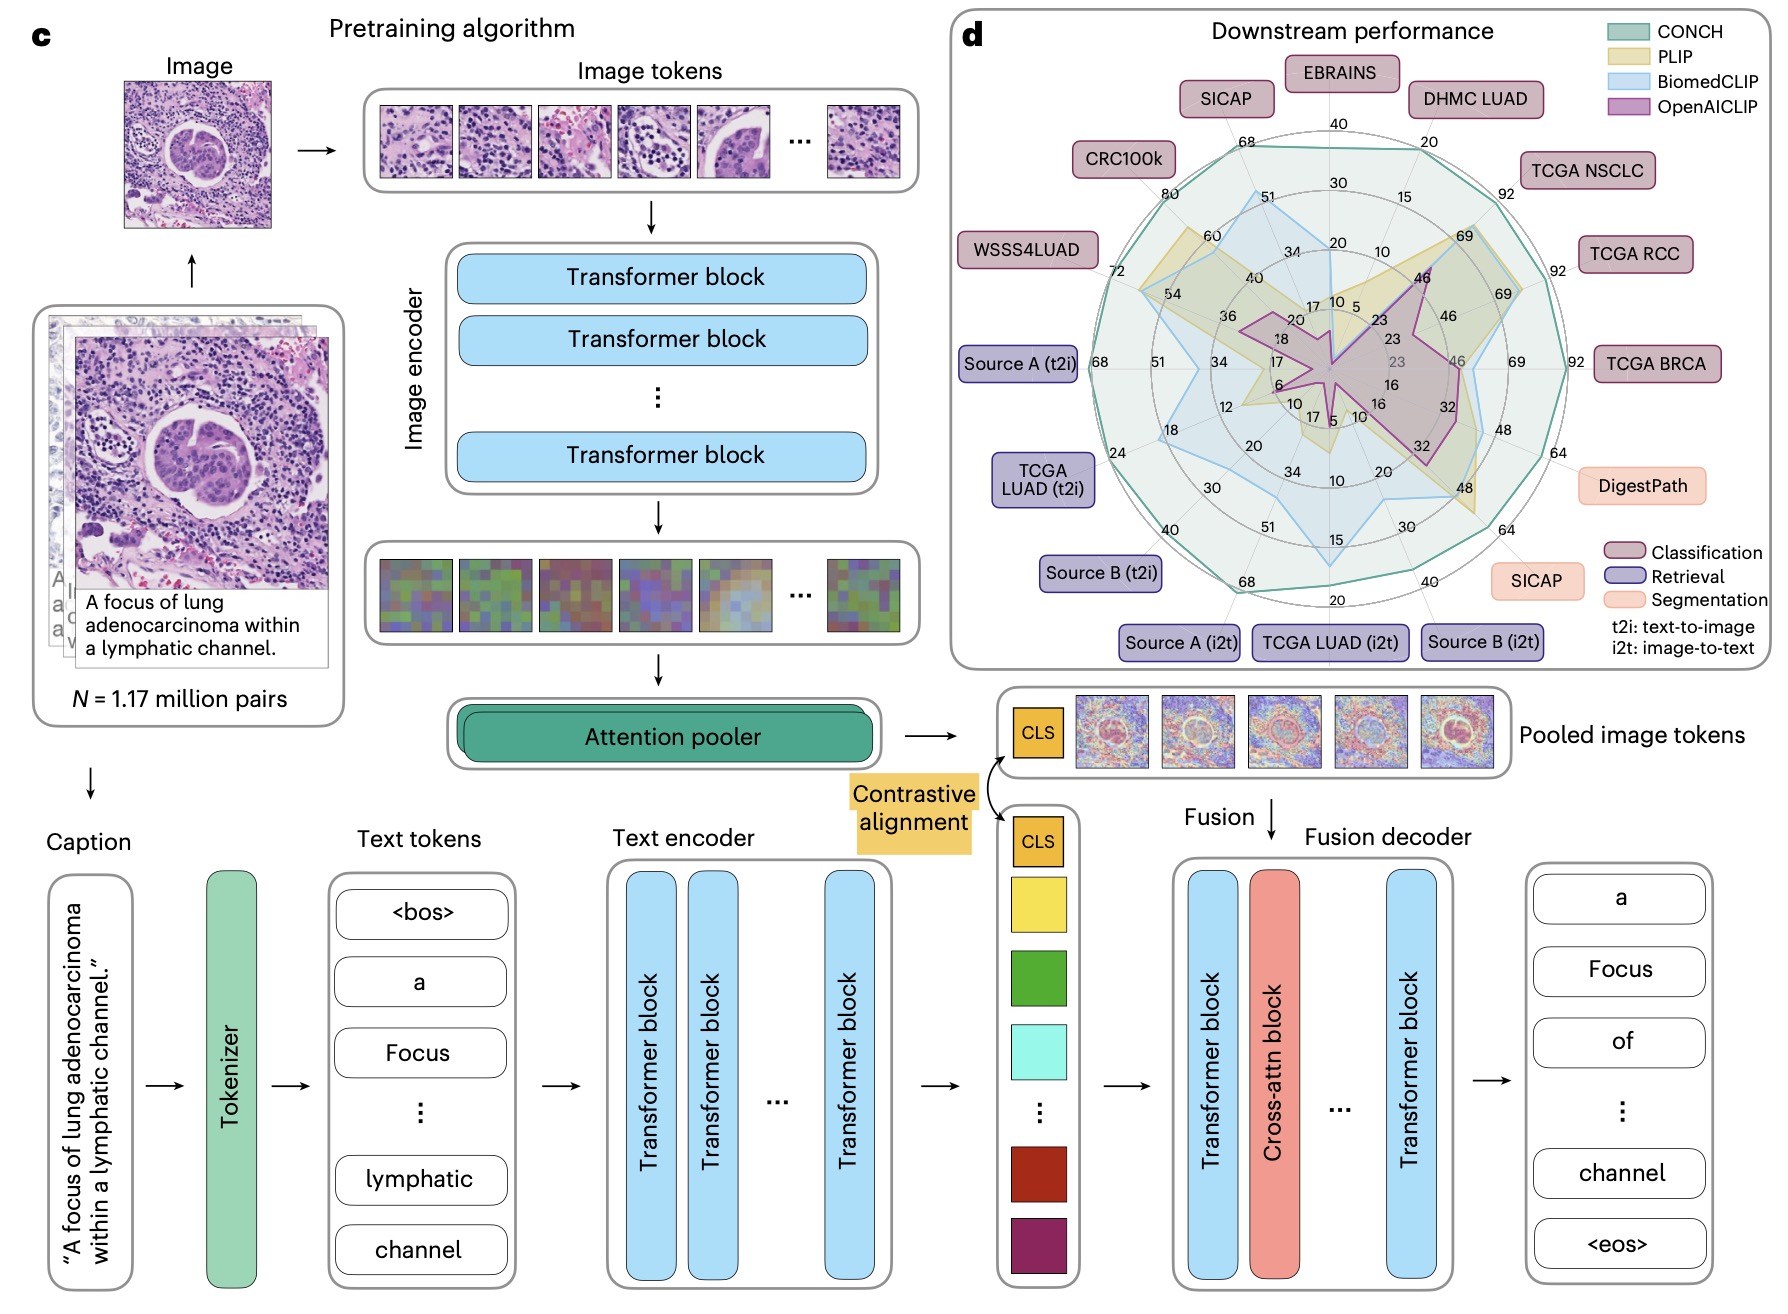 c
Pretraining algorithm
Image
Image tokens
...
Image encoder
Transformer block
Transformer block
⋮
Transformer block
...
Attention pooler
A focus of lung
adenocarcinoma within
a lymphatic channel.
N = 1.17 million pairs
CLS
Pooled image tokens
Contrastive
alignment
CLS
⋮
Caption
"A focus of lung adenocarcinoma
within a lymphatic channel."
Tokenizer
Text tokens
<bos>
a
Focus
⋮
lymphatic
channel
Text encoder
Transformer block
Transformer block
...
Transformer block
Fusion
Fusion decoder
Transformer block
Cross-attn block
...
Transformer block
a
Focus
of
⋮
channel
<eos>
d
Downstream performance
CONCH
PLIP
BiomedCLIP
OpenAICLIP
EBRAINS
10
20
30
40
DHMC LUAD
5
10
15
20
TCGA NSCLC
23
46
69
92
TCGA RCC
23
46
69
92
TCGA BRCA
23
46
69
92
DigestPath
16
32
48
64
SICAP
16
32
48
64
Source B (i2t)
10
20
30
40
TCGA LUAD (i2t)
5
10
15
20
Source A (i2t)
17
34
51
68
Source B (t2i)
10
20
30
40
TCGA
LUAD (t2i)
6
12
18
24
Source A (t2i)
17
34
51
68
WSSS4LUAD
18
36
54
72
CRC100k
20
40
60
80
SICAP
17
34
51
68
Classification
Retrieval
Segmentation
t2i: text-to-image
i2t: image-to-text